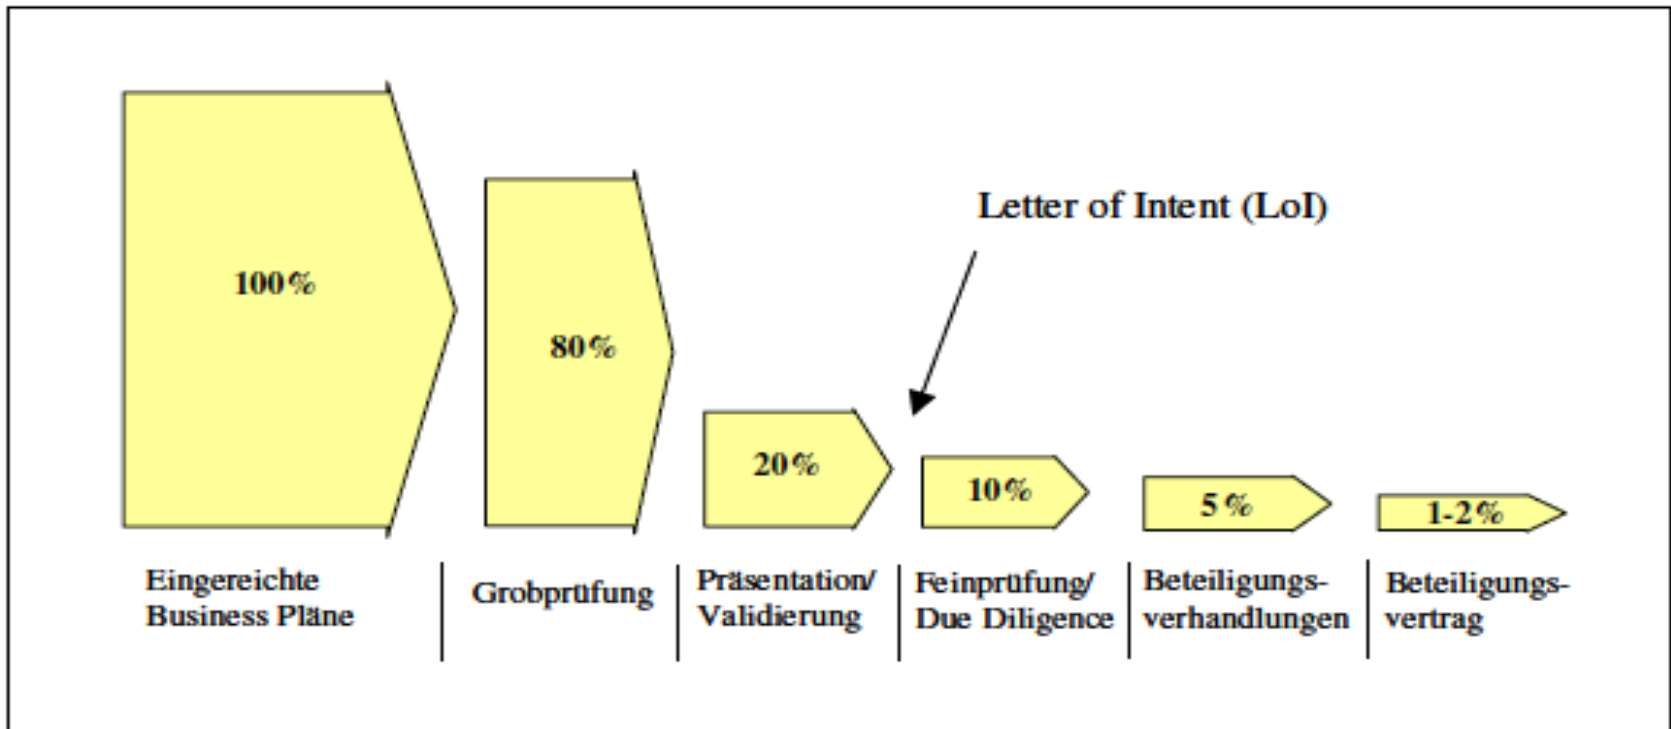 Letter of Intent (LoI)
100%
80%
20%
10%
5%
1-2%
Eingereichte
Business Pläne
Grobprüfung
Präsentation/
Validierung
Feinprüfung/
Due Diligence
Beteiligungs-
verhandlungen
Beteiligungs-
vertrag